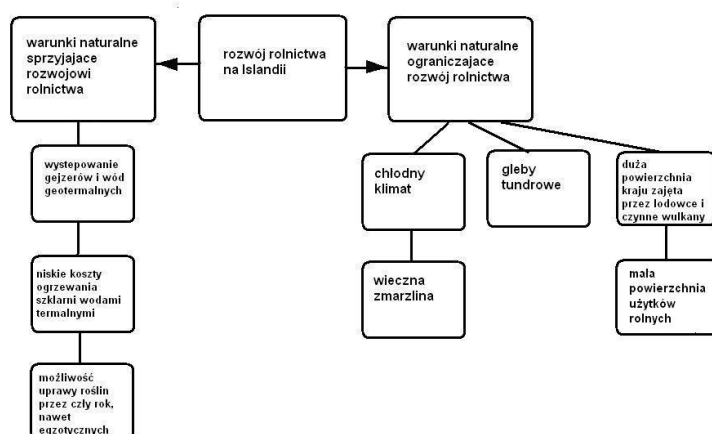 warunki naturalne
sprzyjajace
rozwojowi
rolnictwa
rozwój rolnictwa
na Islandii
warunki naturalne
ograniczajace
rozwój rolnictwa
wystepowanie
gejzerów i wód
geotermalnych
niskie koszty
ogrzewania
szklarni wodami
termalnymi
możliwość
uprawy roślin
przez czły rok,
nawet
egzotycznych
chłodny
klimat
wieczna
zmarzlina
gleby
tundrowe
duża
powierzchnia
kraju zajęta
przez lodowce i
czynne wulkany
mała
powierzchnia
użytków
rolnych